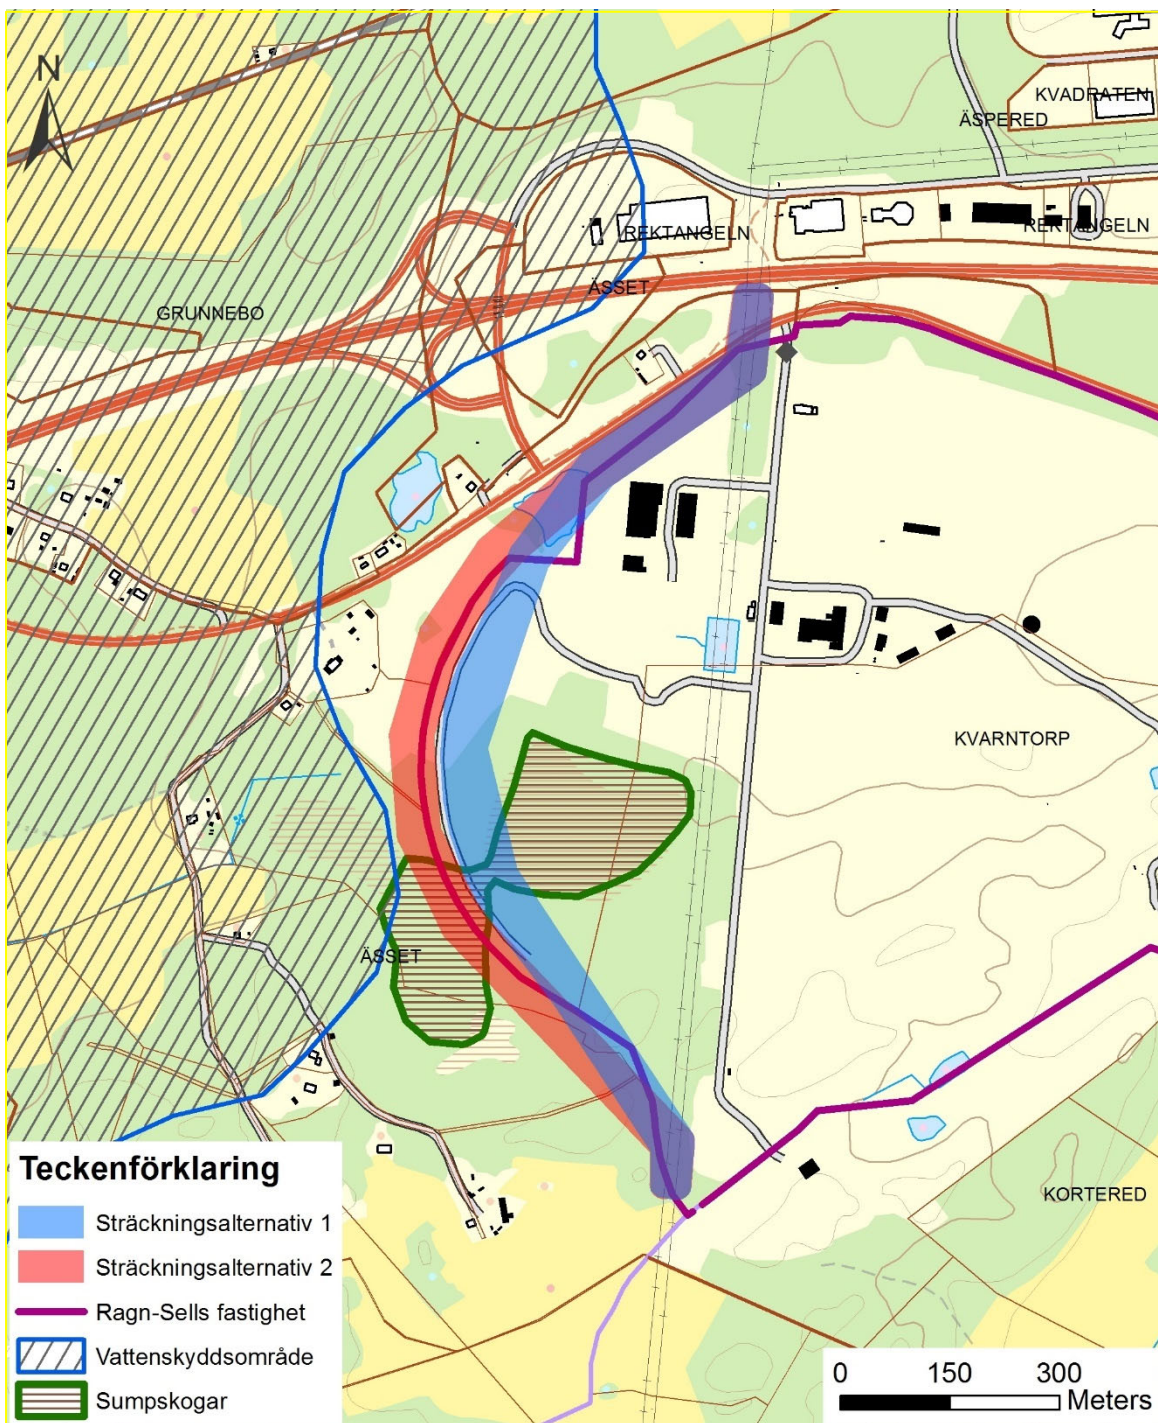 N
KVADRATEN
ÄSPERED
REKTANGELN
REKTANGELN
ÄSSET
GRUNNEBO
KVARNTORP
ÄSSET
KORTERED
Teckenförklaring
Sträckningsalternativ 1
Sträckningsalternativ 2
Ragn-Sells fastighet
Vattenskyddsområde
Sumpskogar
0 150 300
Meters